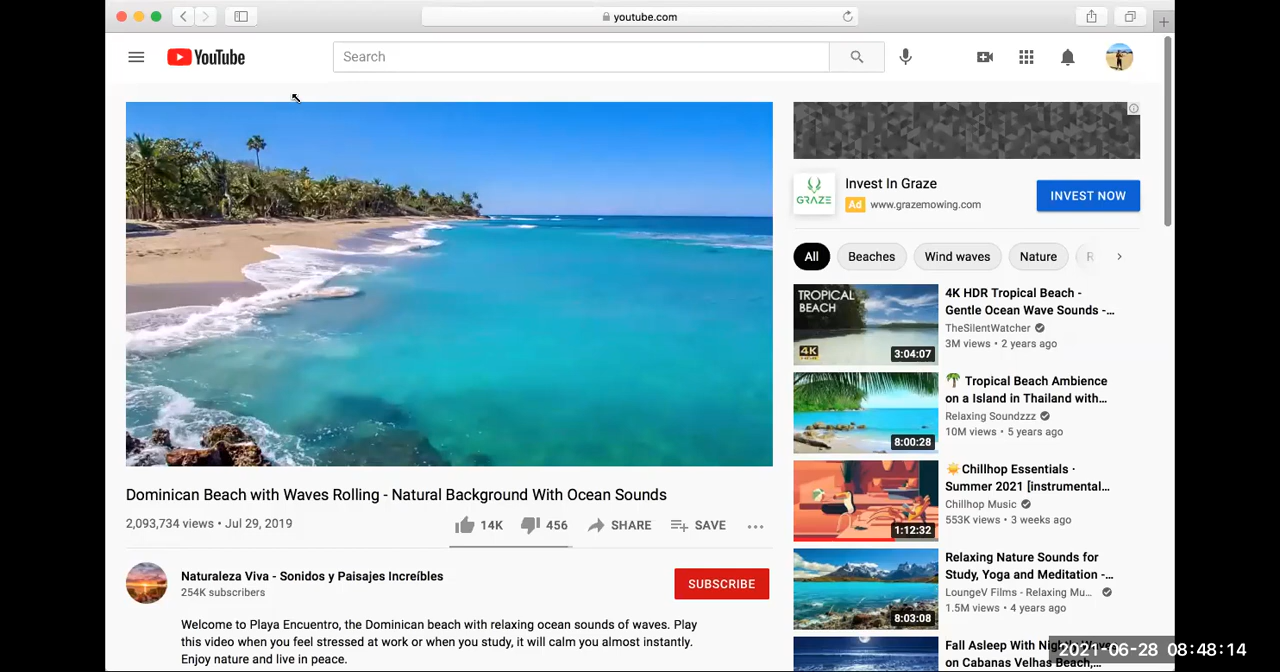 youtube.com
YouTube
Search
Invest In Graze
GRAZE
Ad www.grazemowing.com
INVEST NOW
All
Beaches
Wind waves
Nature
R
TROPICAL
BEACH
4K
3:04:07
4K HDR Tropical Beach -
Gentle Ocean Wave Sounds -...
TheSilentWatcher
3M views • 2 years ago
8:00:28
🌴 Tropical Beach Ambience
on a Island in Thailand with...
Relaxing Soundzzz
10M views • 5 years ago
1:12:32
☀️Chillhop Essentials ·
Summer 2021 [instrumental...
Chillhop Music
553K views • 3 weeks ago
8:03:08
Relaxing Nature Sounds for
Study, Yoga and Meditation -...
LoungeV Films - Relaxing Mu...
1.5M views • 4 years ago
Fall Asleep With
on Cabanas Velhas Beach,...
Dominican Beach with Waves Rolling - Natural Background With Ocean Sounds
2,093,734 views • Jul 29, 2019
14K
456
SHARE
SAVE
Naturaleza Viva - Sonidos y Paisajes Increíbles
254K subscribers
SUBSCRIBE
Welcome to Playa Encuentro, the Dominican beach with relaxing ocean sounds of waves. Play
this video when you feel stressed at work or when you study, it will calm you almost instantly.
Enjoy nature and live in peace.
2021-06-28 08:48:14